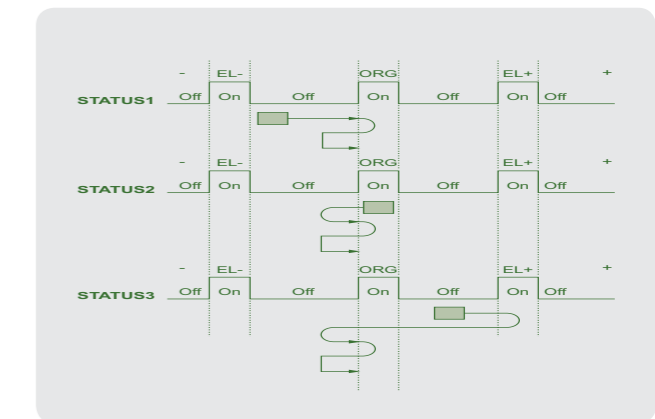 - EL- ORG EL+ +
STATUS1 Off On Off On Off On Off
- EL- ORG EL+ +
STATUS2 Off On Off On Off On Off
- EL- ORG EL+ +
STATUS3 Off On Off On Off On Off